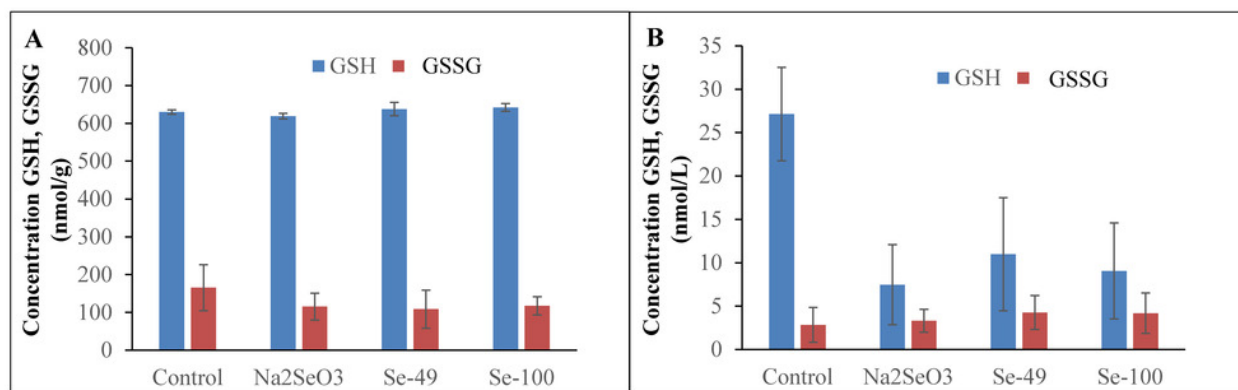 A
Concentration GSH, GSSG
(nmol/g)
800
700
600
500
400
300
200
100
0
GSH
GSSG
Control
Na2SeO3
Se-49
Se-100
B
Concentration GSH, GSSG
(nmol/L)
35
30
25
20
15
10
5
0
GSH
GSSG
Control
Na2SeO3
Se-49
Se-100